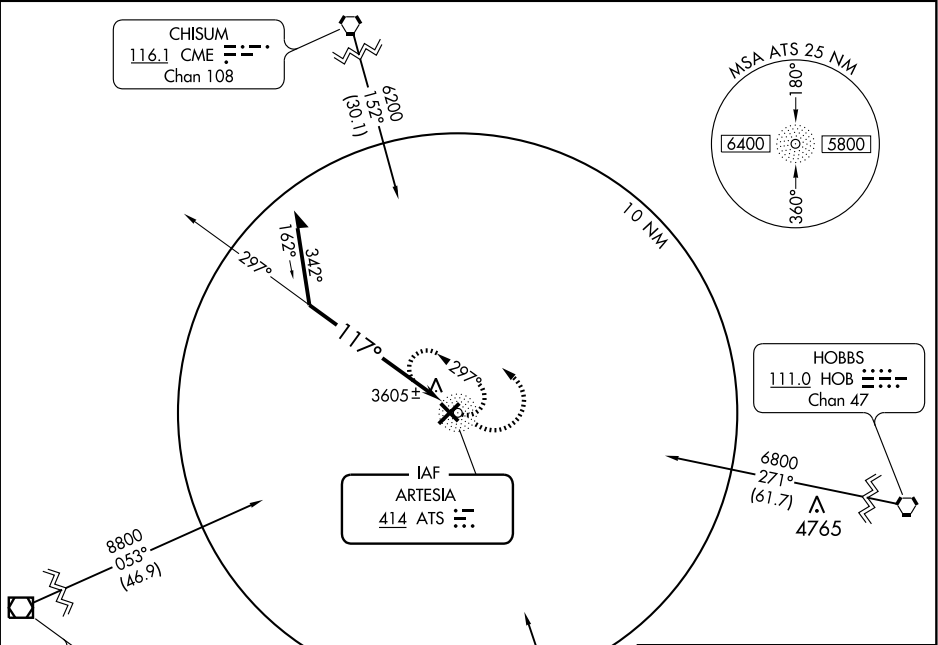 CHISUM
116.1 CME
Chan 108
6200
152°
(30.1)
MSA ATS 25 NM
180°
6400
5800
360°
10 NM
297°
162°
342°
117°
297°
3605±
HOBBS
111.0 HOB
Chan 47
6800
271°
(61.7)
4765
IAF
ARTESIA
414 ATS
8800
053°
(46.9)